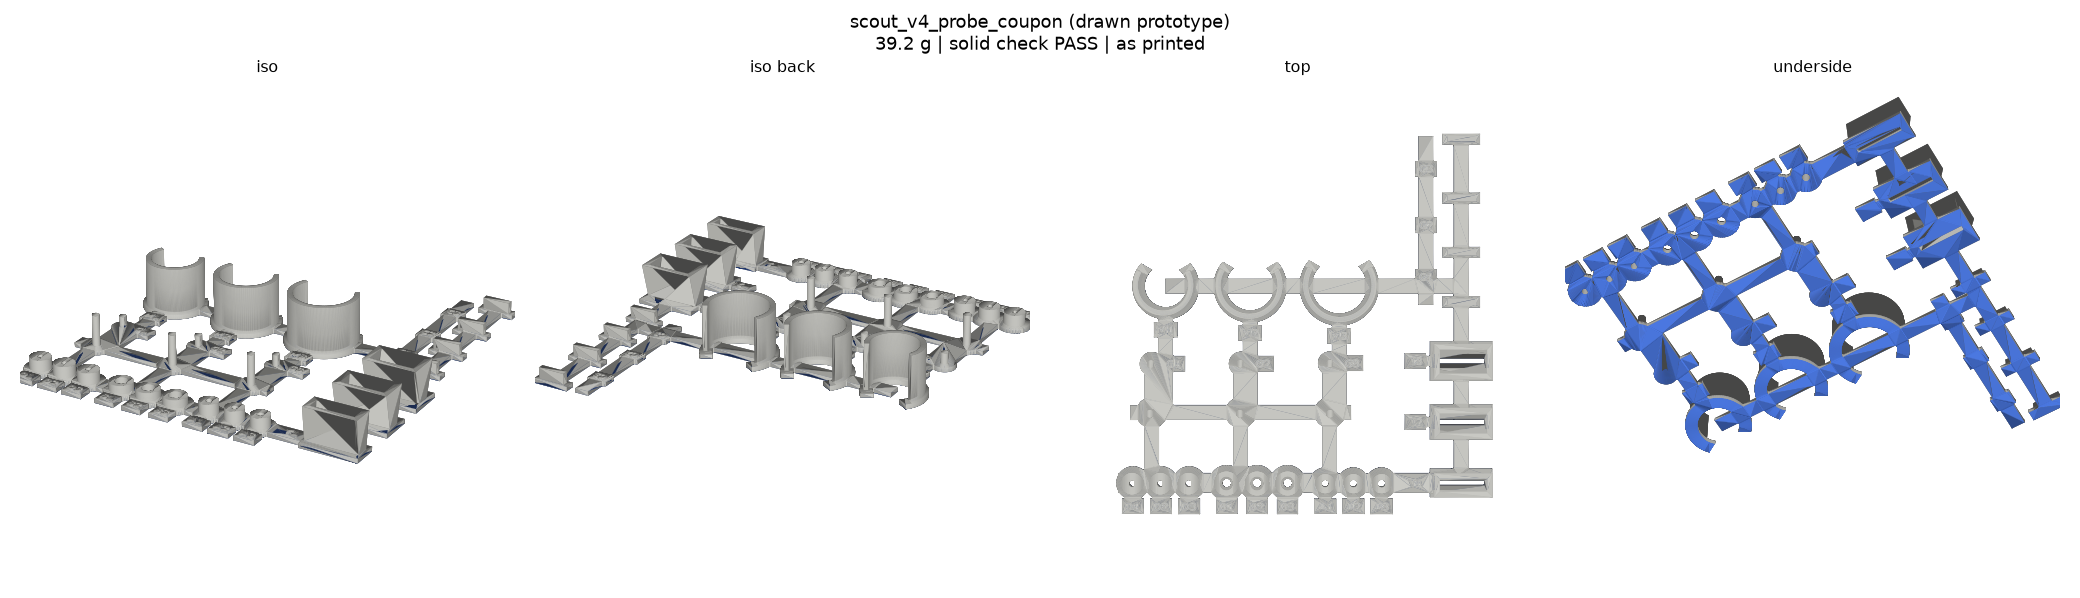 scout_v4_probe_coupon (drawn prototype)
39.2 g | solid check PASS | as printed
iso
iso back
top
underside